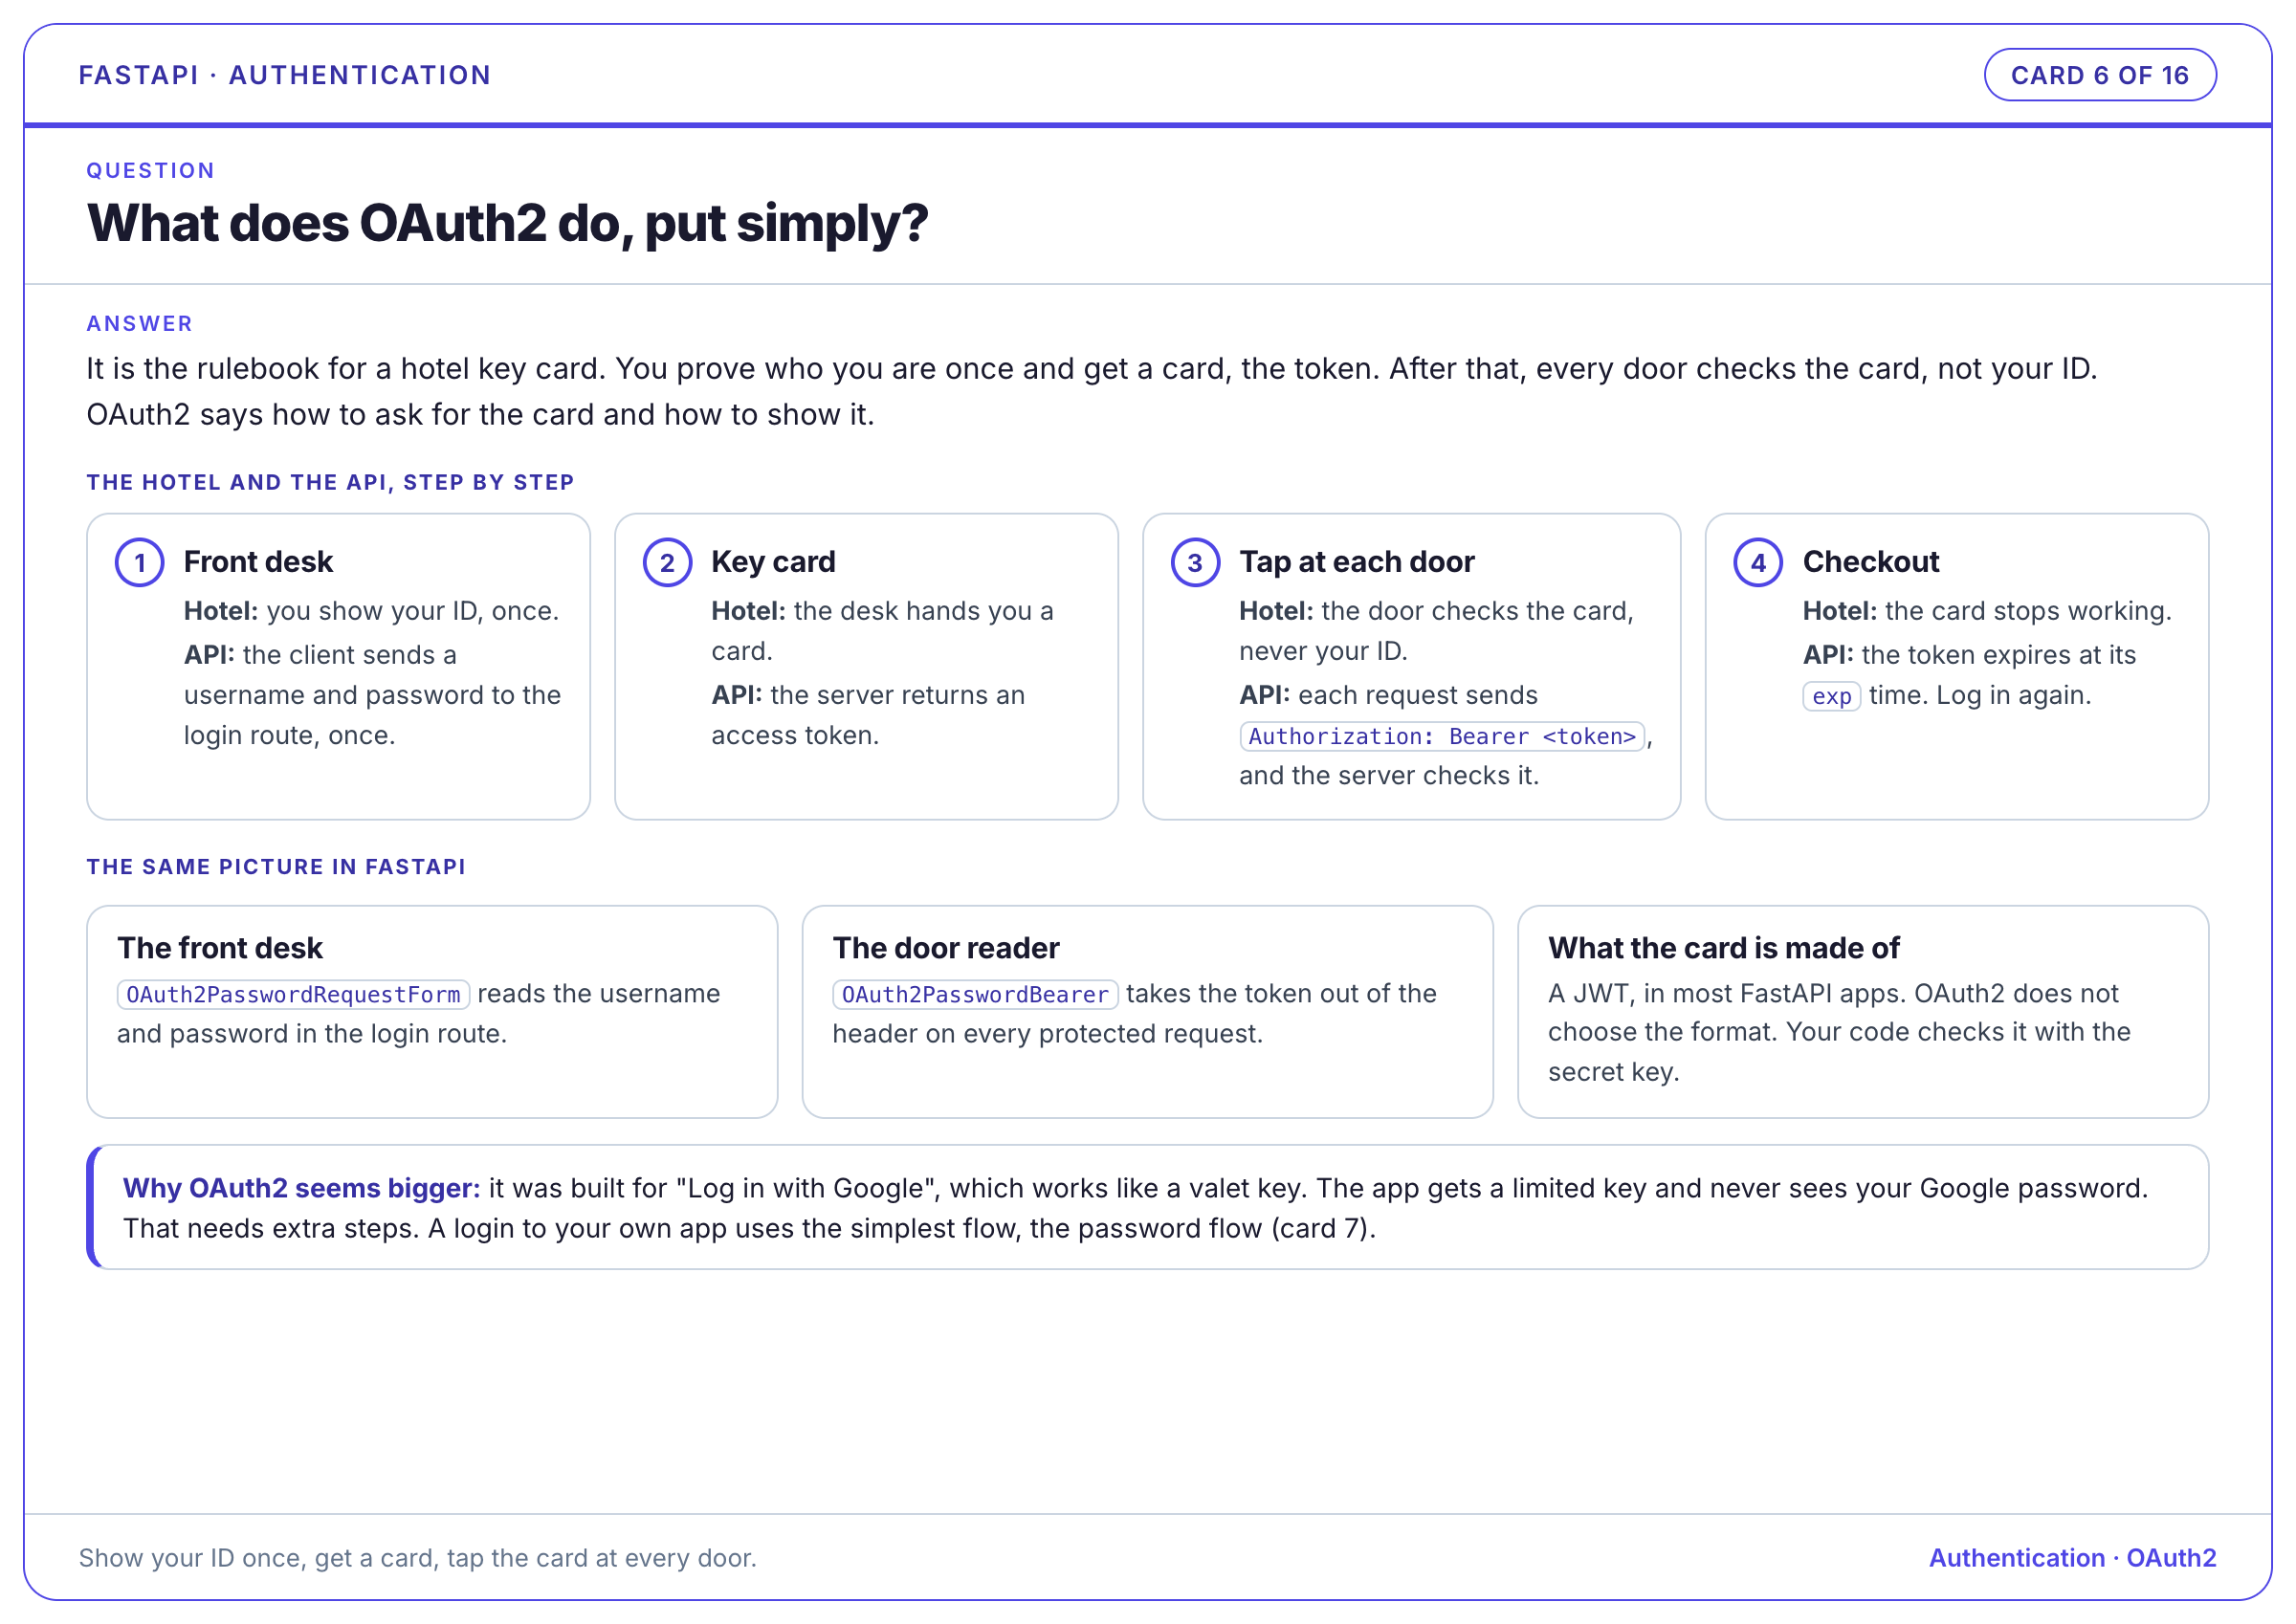 FASTAPI · AUTHENTICATION
CARD 6 OF 16
QUESTION
What does OAuth2 do, put simply?
ANSWER
It is the rulebook for a hotel key card. You prove who you are once and get a card, the token. After that, every door checks the card, not your ID.
OAuth2 says how to ask for the card and how to show it.
THE HOTEL AND THE API, STEP BY STEP
1 Front desk
Hotel: you show your ID, once.
API: the client sends a
username and password to the
login route, once.
2 Key card
Hotel: the desk hands you a
card.
API: the server returns an
access token.
3 Tap at each door
Hotel: the door checks the card,
never your ID.
API: each request sends
Authorization: Bearer <token>,
and the server checks it.
4 Checkout
Hotel: the card stops working.
API: the token expires at its
exp time. Log in again.
THE SAME PICTURE IN FASTAPI
The front desk
OAuth2PasswordRequestForm reads the username
and password in the login route.
The door reader
OAuth2PasswordBearer takes the token out of the
header on every protected request.
What the card is made of
A JWT, in most FastAPI apps. OAuth2 does not
choose the format. Your code checks it with the
secret key.
Why OAuth2 seems bigger: it was built for "Log in with Google", which works like a valet key. The app gets a limited key and never sees your Google password.
That needs extra steps. A login to your own app uses the simplest flow, the password flow (card 7).
Show your ID once, get a card, tap the card at every door.
Authentication · OAuth2